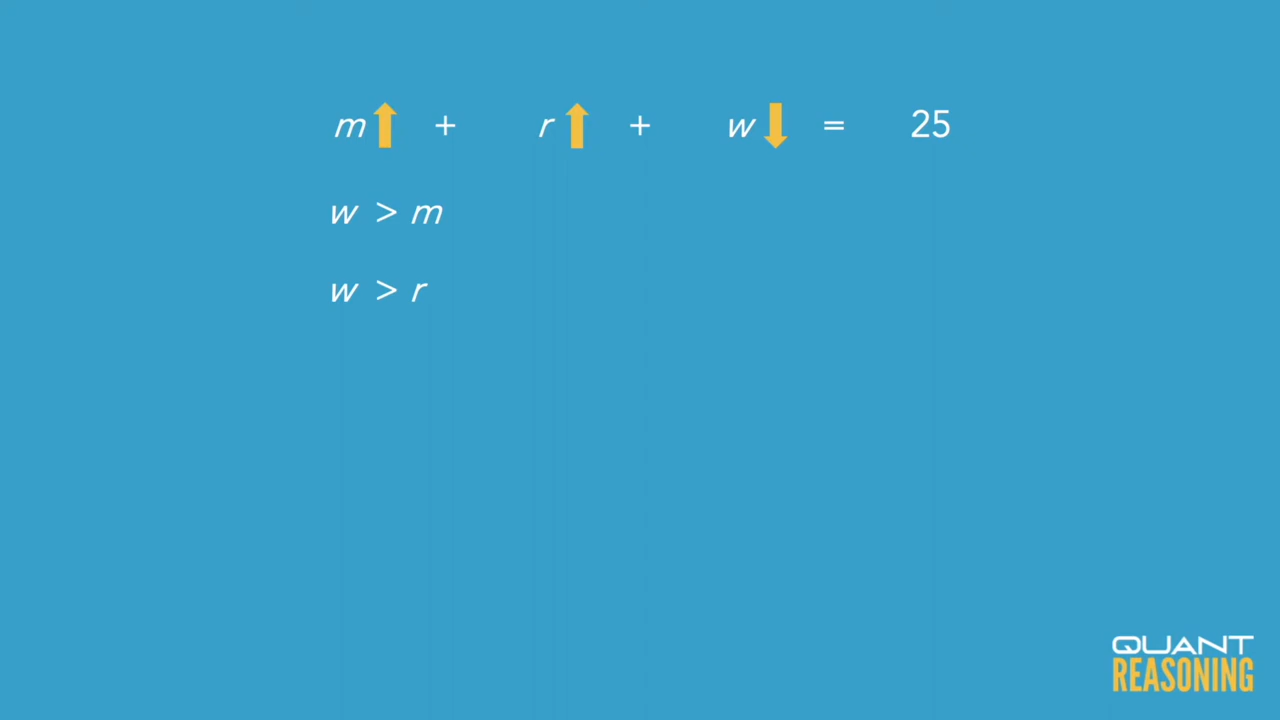 m⬆ + r⬆ + w⬇ = 25
w > m
w > r
QUANT
REASONING